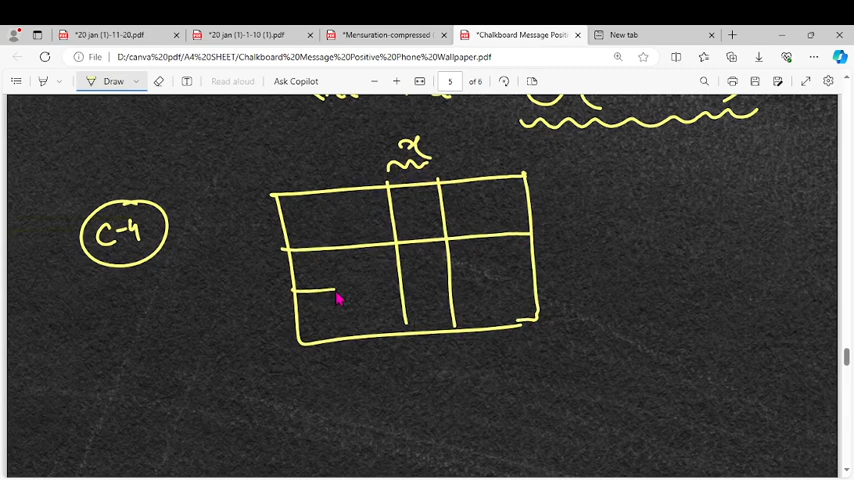 *20 jan (1)-11-20.pdf
*20 jan (1)-1-10 (1).pdf
*Mensuration-compressed
*Chalkboard Message Posit
New tab
File
D:/canva%20pdf/A4%20SHEET/Chalkboard%20Message%20Positive%20Phone%20Wallpaper.pdf
Draw
Read aloud
Ask Copilot
5
of 6
x
C-4